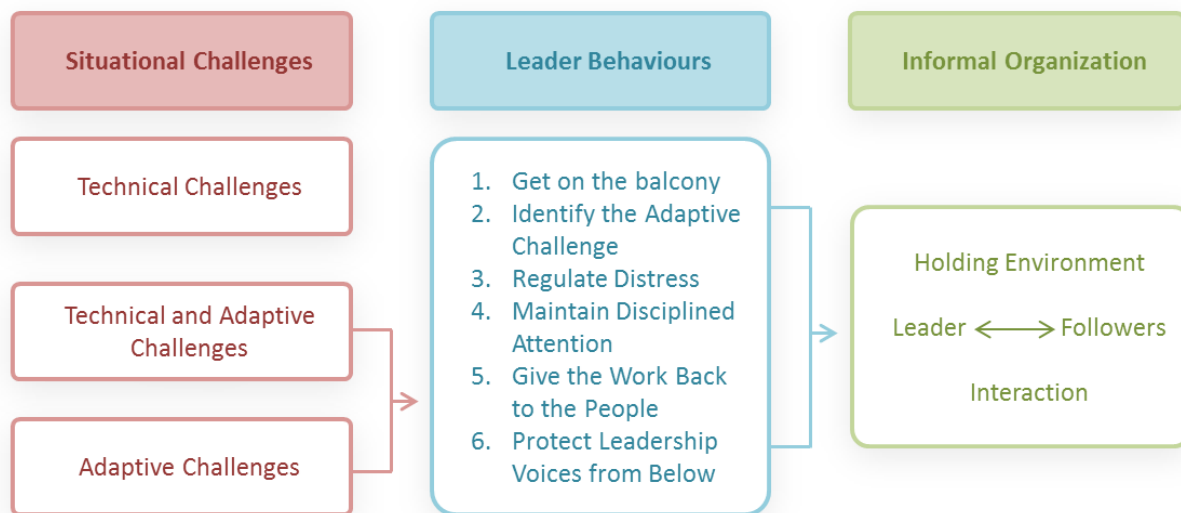 Situational Challenges
Technical Challenges
Technical and Adaptive
Challenges
Adaptive Challenges
Leader Behaviours
1. Get on the balcony
2. Identify the Adaptive
Challenge
3. Regulate Distress
4. Maintain Disciplined
Attention
5. Give the Work Back
to the People
6. Protect Leadership
Voices from Below
Informal Organization
Holding Environment
Leader Followers
Interaction